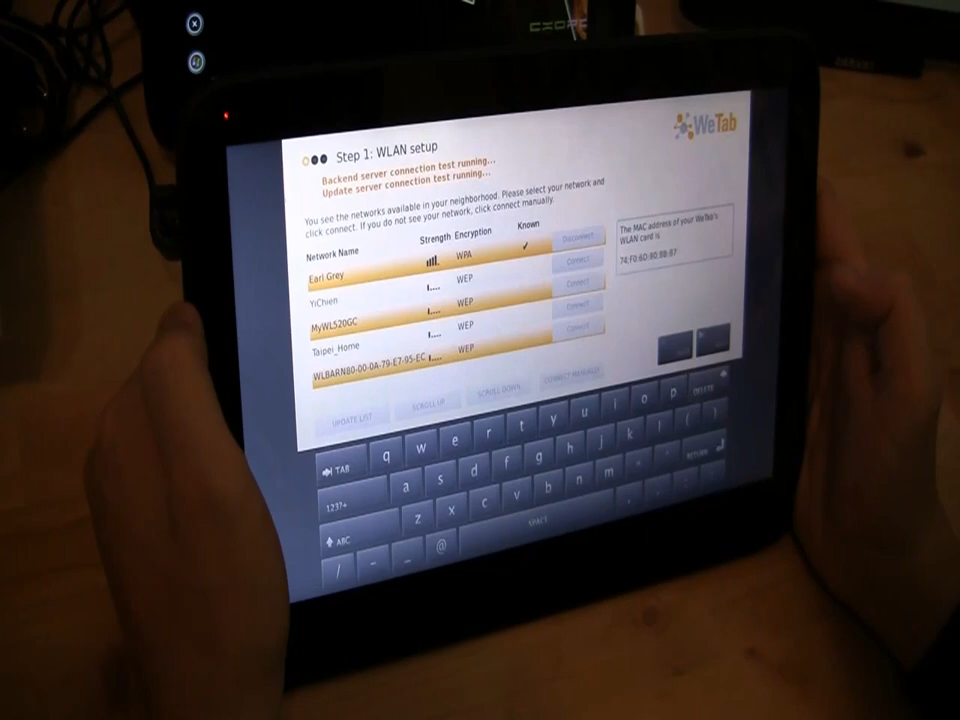 WeTab
Step 1: WLAN setup
Backend server connection test running...
Update server connection test running...
You see the networks available in your neighborhood. Please select your network and
click connect. If you do not see your network, click connect manually.
Network Name Strength Encryption Known
Earl Grey WPA ✓ Disconnect
YiChien WEP Connect
MyWL520GC WEP Connect
Taipei_Home WEP Connect
WLBARN80-00-0A-79-E7-95-EC WEP Connect
The MAC address of your WeTab's
WLAN card is
UPDATE LIST SCROLL UP SCROLL DOWN CONNECT MANUALLY
TAB q w e r t y u i o p DELETE
123?+ a s d f g h j k l ( )
ABC z x c v b n m RETURN
/ - _ @ SPACE